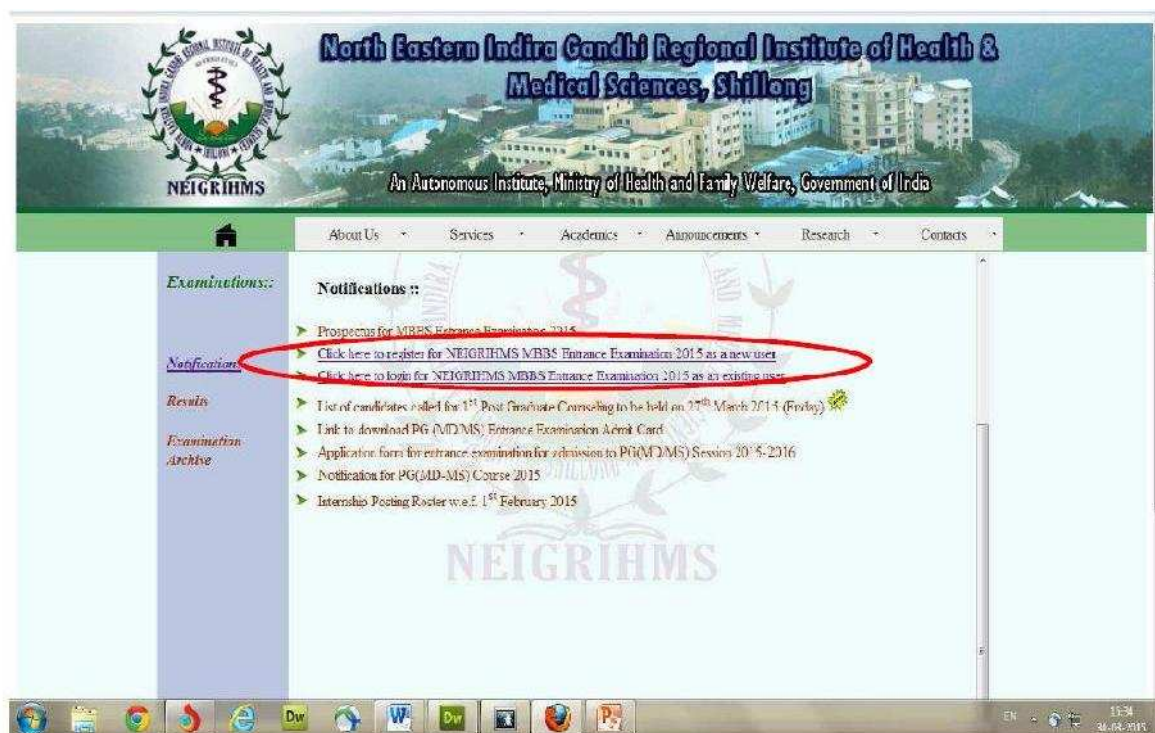 North Eastern Indira Gandhi Regional Institute of Health &
Medical Sciences, Shillong
An Autonomous Institute, Ministry of Health and Family Welfare, Government of India
NEIGRIHMS
About Us
Services
Academics
Announcements
Research
Contacts
Examinations::
Notifications
Results
Examination
Archive
Notifications ::
Prospectus for MBBS Entrance Examination 2015
Click here to register for NEIGRIHMS MBBS Entrance Examination 2015 as a new user
Click here to login for NEIGRIHMS MBBS Entrance Examination 2015 as an existing user
List of candidates called for 1st Post Graduate Counseling to be held on 27th March 2015 (Friday)
Link to download PG (MD/MS) Entrance Examination Admit Card
Application form for entrance examination for admission to PG(MD/MS) Session 2015-2016
Notification for PG(MD-MS) Course 2015
Internship Posting Roster w.e.f. 1st February 2015
NEIGRIHMS
Dw
W
Dw
P
EN
15:34
31-03-2015